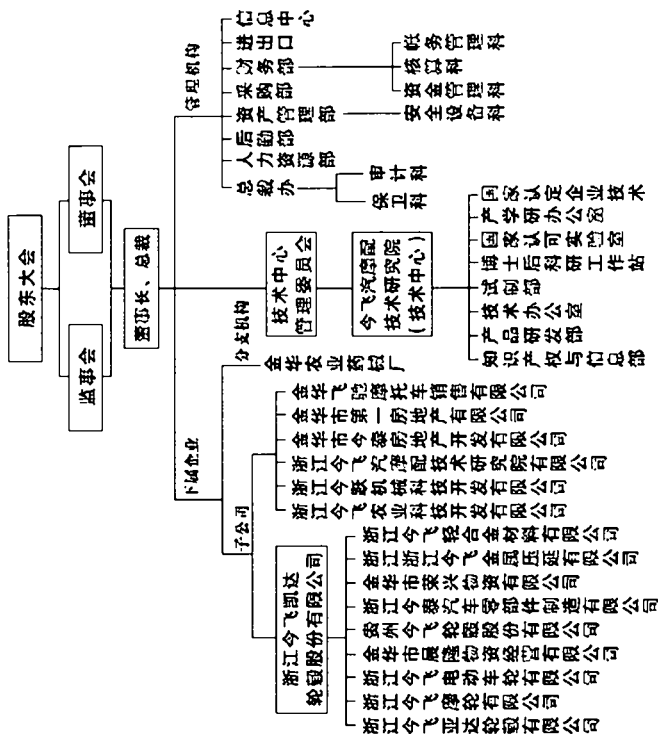 股东大会
监事会
董事会
董事长、总裁
下属企业
管理机构
子公司
分支机构
技术中心
管理委员会
今飞汽摩配
技术研究院
(技术中心)
浙江今飞凯达
轮毂股份有限公司
浙江今飞轻合金材料有限公司
浙江浙江今飞金属压延有限公司
金华市荣兴物资有限公司
浙江今泰汽车零部件制造有限公司
贵州今飞轮毂股份有限公司
金华市晨隆物资经营有限公司
浙江今飞电动车轮有限公司
浙江今飞摩轮有限公司
浙江今飞亚达轮毂有限公司
金华市第一房地产有限公司
金华市今泰房地产开发有限公司
浙江今飞汽摩配技术研究院有限公司
浙江今跃机械科技开发有限公司
浙江今飞农业科技开发有限公司
金华农业药械厂
国家认定企业技术
产学研办公室
国家认可实验室
博士后科研工作站
试制部
技术办公室
产品研发部
知识产权与信息部
信息中心
进出口
财务部
采购部
资产管理部
后勤部
人力资源部
总裁办
帐务管理科
核算科
资金管理科
安全设备科
审计科
保卫科